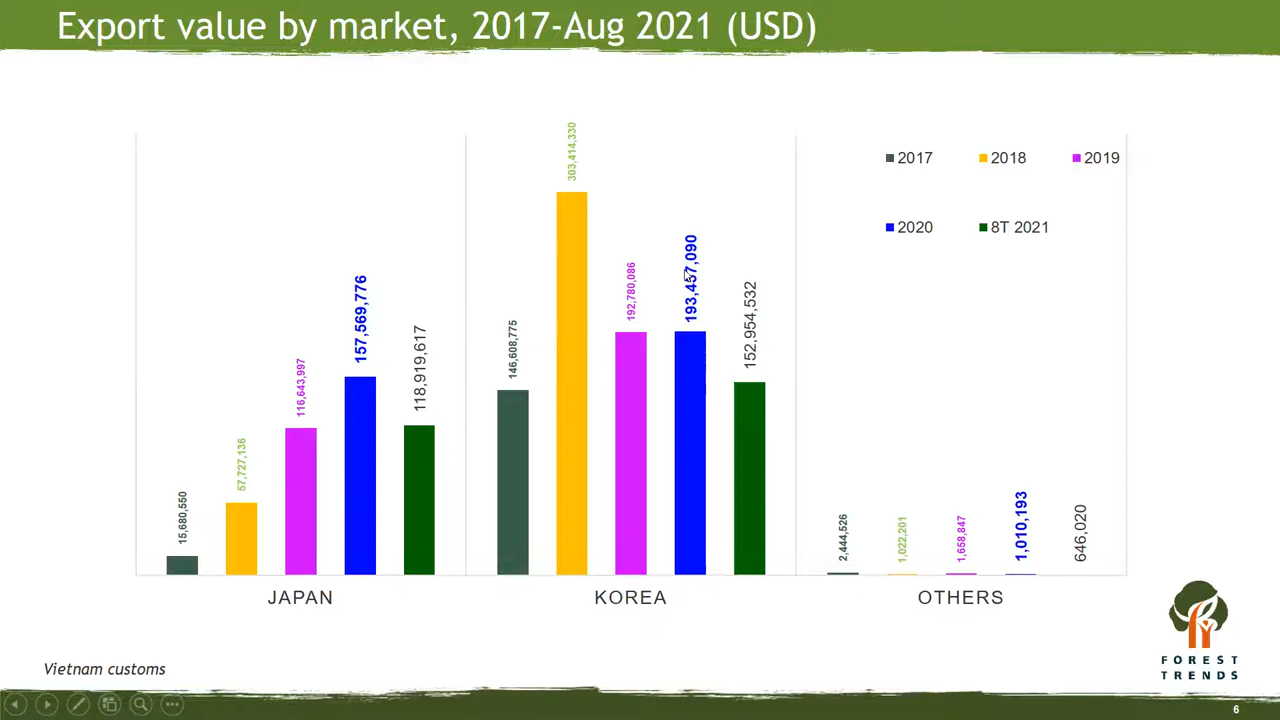 Export value by market, 2017-Aug 2021 (USD)
2017
2018
2019
2020
8T 2021
15,680,550
57,727,136
116,643,997
157,569,776
118,919,617
146,608,775
303,414,330
192,780,086
193,457,090
152,954,532
2,444,526
1,022,201
1,658,847
1,010,193
646,020
JAPAN
KOREA
OTHERS
Vietnam customs
FOREST
TRENDS
6